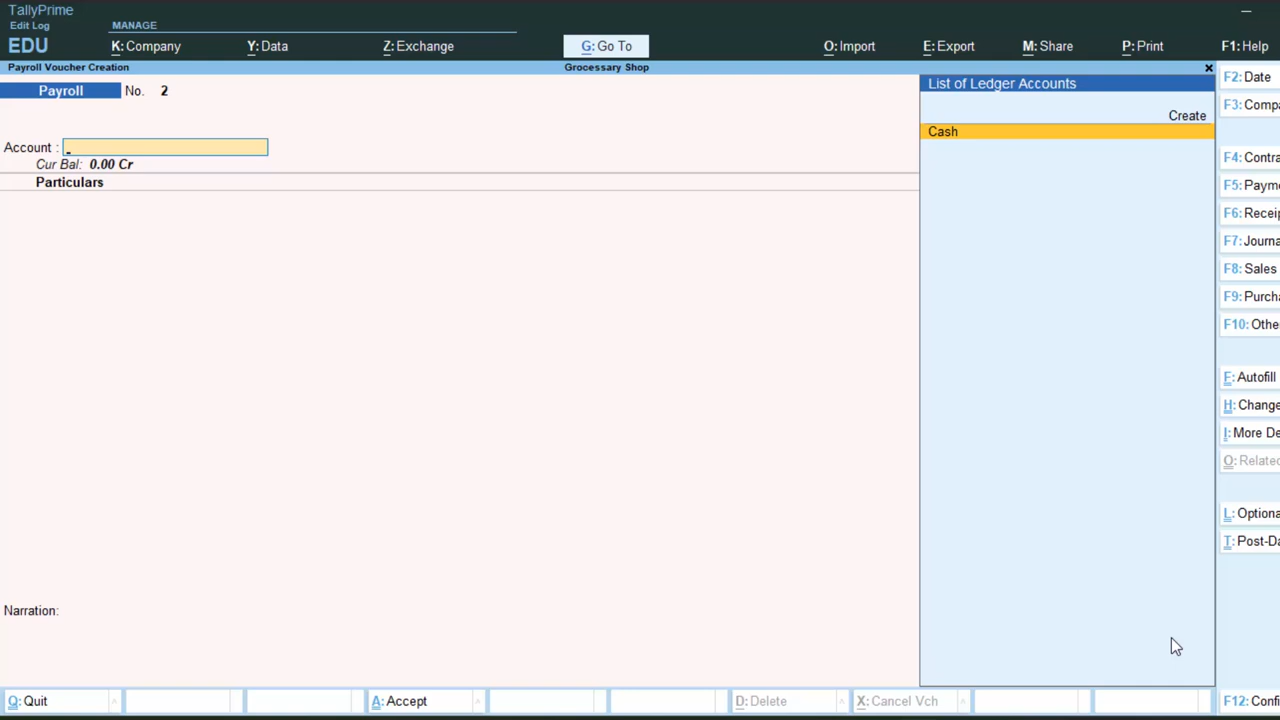 TallyPrime
Edit Log
MANAGE
EDU
K: Company
Y: Data
Z: Exchange
G: Go To
O: Import
E: Export
M: Share
P: Print
F1: Help
Payroll Voucher Creation
Grocessary Shop
Payroll No. 2
Account :
Cur Bal: 0.00 Cr
Particulars
Narration:
List of Ledger Accounts
Create
Cash
F2: Date
F3: Compa
F4: Contra
F5: Payme
F6: Receip
F7: Journa
F8: Sales
F9: Purcha
F10: Othe
F: Autofill
H: Change
I: More De
O: Related
L: Optiona
T: Post-Da
Q: Quit
A: Accept
D: Delete
X: Cancel Vch
F12: Confi